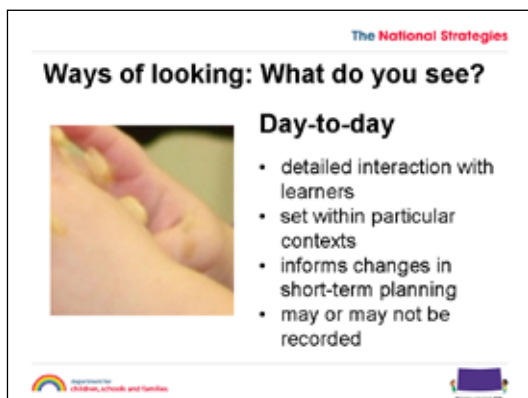 The National Strategies
Ways of looking: What do you see?
Day-to-day
• detailed interaction with
learners
• set within particular
contexts
• informs changes in
short-term planning
• may or may not be
recorded
department for
children, schools and families